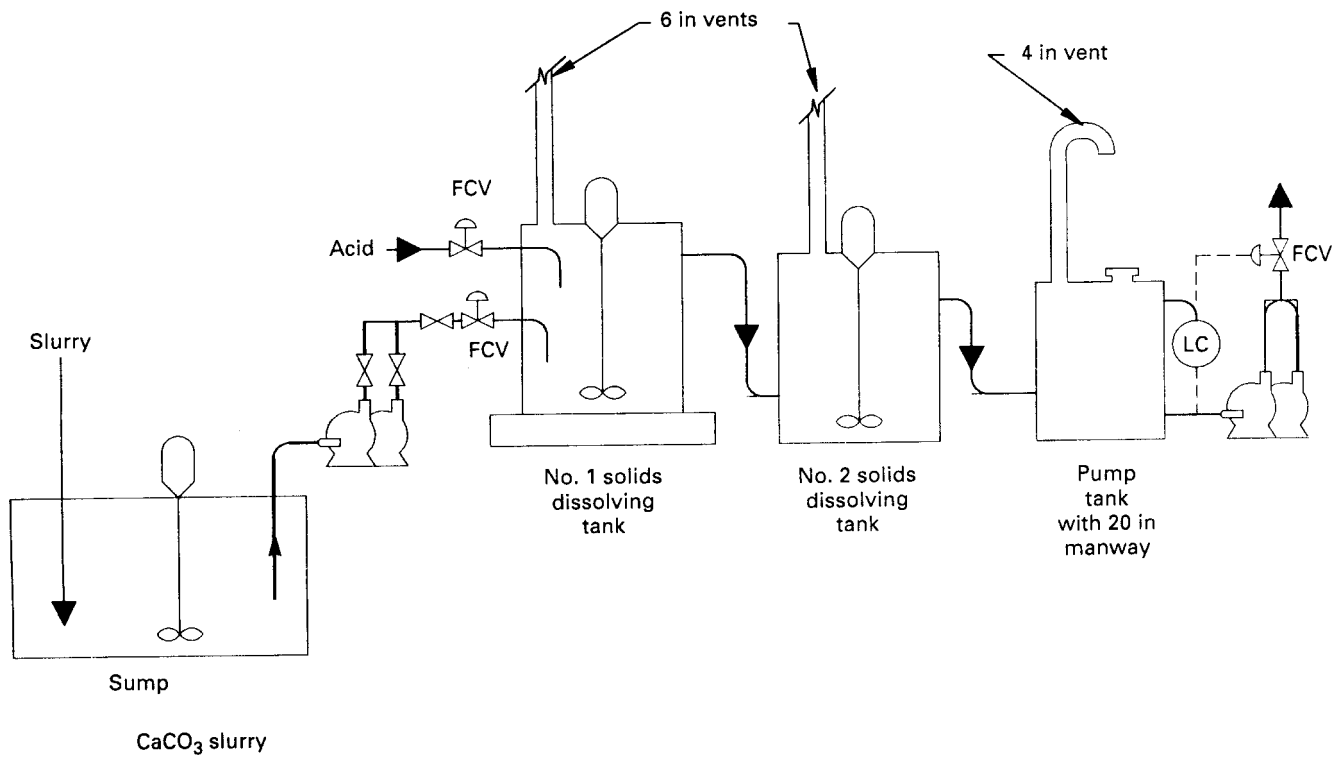 6 in vents
4 in vent
FCV
Acid
FCV
FCV
Slurry
LC
No. 1 solids
dissolving
tank
No. 2 solids
dissolving
tank
Pump
tank
with 20 in
manway
Sump
CaCO₃ slurry